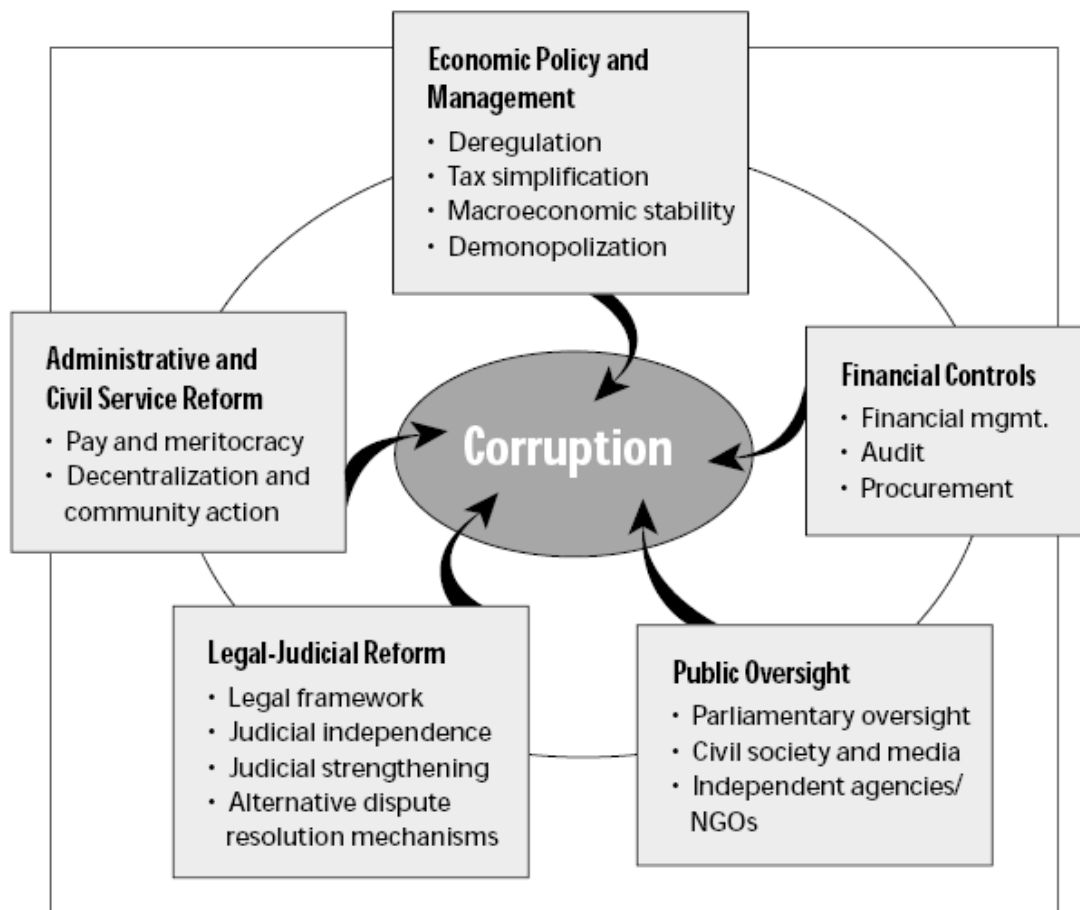 Economic Policy and
Management
• Deregulation
• Tax simplification
• Macroeconomic stability
• Demonopolization
Administrative and
Civil Service Reform
• Pay and meritocracy
• Decentralization and
community action
Corruption
Financial Controls
• Financial mgmt.
• Audit
• Procurement
Legal-Judicial Reform
• Legal framework
• Judicial independence
• Judicial strengthening
• Alternative dispute
resolution mechanisms
Public Oversight
• Parliamentary oversight
• Civil society and media
• Independent agencies/
NGOs